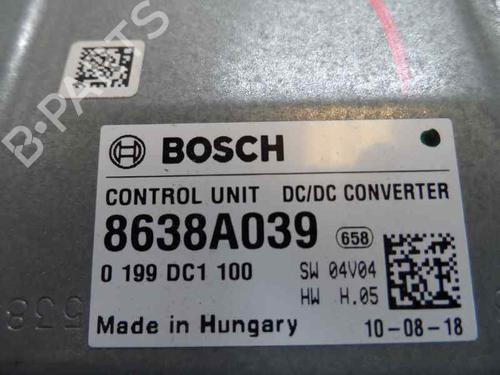 B-PARTS
BOSCH
CONTROL UNIT DC/DC CONVERTER
8638A039 658
0 199 DC1 100 SW 04V04
HW H.05
Made in Hungary 10-08-18
538